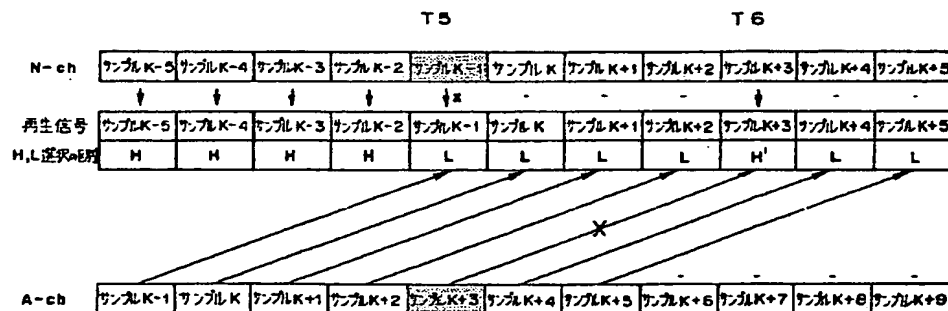 T5 T6
N-ch サンプルK-5 サンプルK-4 サンプルK-3 サンプルK-2 サンプルK-1 サンプルK サンプルK+1 サンプルK+2 サンプルK+3 サンプルK+4 サンプルK+5
× - - - - - -
再生信号 サンプルK-5 サンプルK-4 サンプルK-3 サンプルK-2 サンプルK-1 サンプルK サンプルK+1 サンプルK+2 サンプルK+3 サンプルK+4 サンプルK+5
H,L選択の H H H H L L L L H' L L
×
- - - -
A-ch サンプルK-1 サンプルK サンプルK+1 サンプルK+2 サンプルK+3 サンプルK+4 サンプルK+5 サンプルK+6 サンプルK+7 サンプルK+8 サンプルK+9